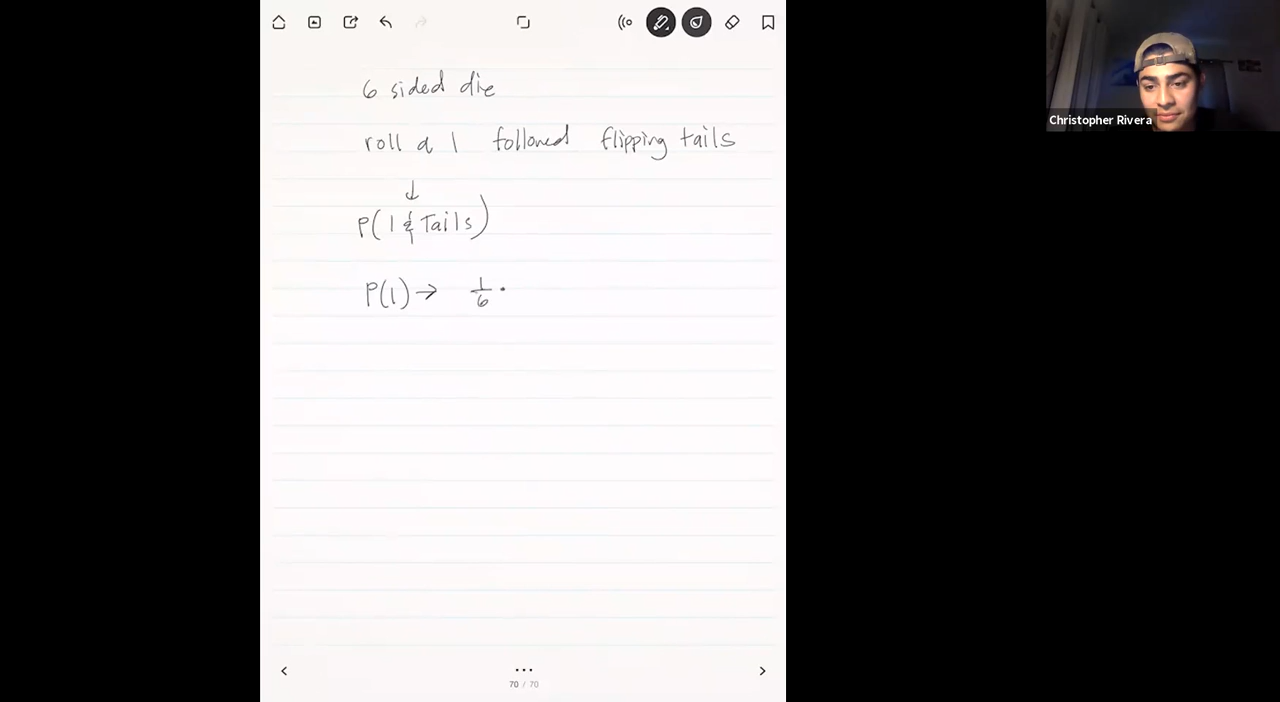 6 sided die
roll a 1 followed flipping tails
↓
P(1 & Tails)
P(1) → 1/6 ·
Christopher Rivera
70 / 70